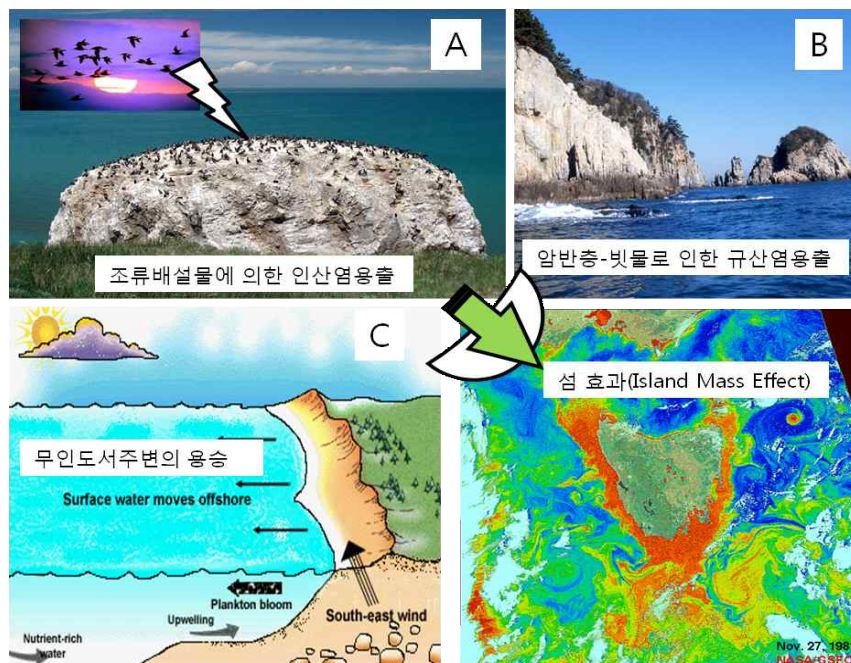 A
B
조류배설물에 의한 인산염용출
암반층-빗물로 인한 규산염용출
C
섬 효과(Island Mass Effect)
무인도서주변의 용승
Surface water moves offshore
Plankton bloom
South-east wind
Upwelling
Nutrient-rich
water
Nov. 27, 198
NASA-GSFC